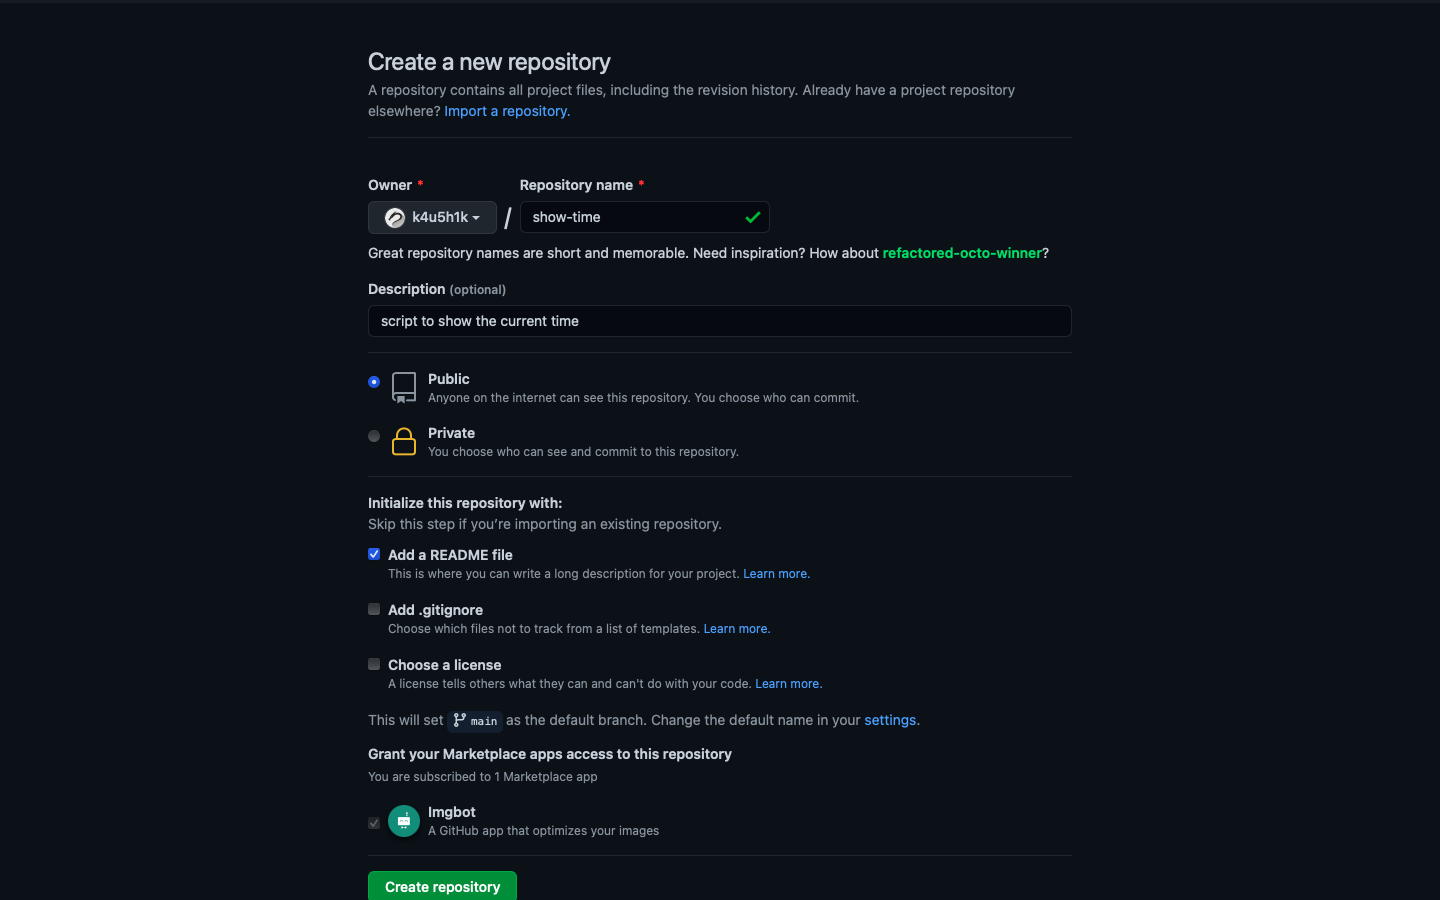 Create a new repository
A repository contains all project files, including the revision history. Already have a project repository
elsewhere? Import a repository.
Owner * Repository name *
k4u5h1k / show-time
Great repository names are short and memorable. Need inspiration? How about refactored-octo-winner?
Description (optional)
script to show the current time
Public
Anyone on the internet can see this repository. You choose who can commit.
Private
You choose who can see and commit to this repository.
Initialize this repository with:
Skip this step if you’re importing an existing repository.
Add a README file
This is where you can write a long description for your project. Learn more.
Add .gitignore
Choose which files not to track from a list of templates. Learn more.
Choose a license
A license tells others what they can and can't do with your code. Learn more.
This will set main as the default branch. Change the default name in your settings.
Grant your Marketplace apps access to this repository
You are subscribed to 1 Marketplace app
Imgbot
A GitHub app that optimizes your images
Create repository